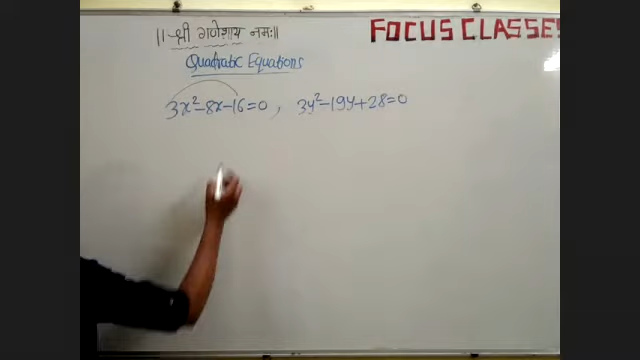 ॥श्री गणेशाय नमः॥
FOCUS CLASSES
Quadratic Equations
3x²-8x-16=0, 3y²-19y+28=0